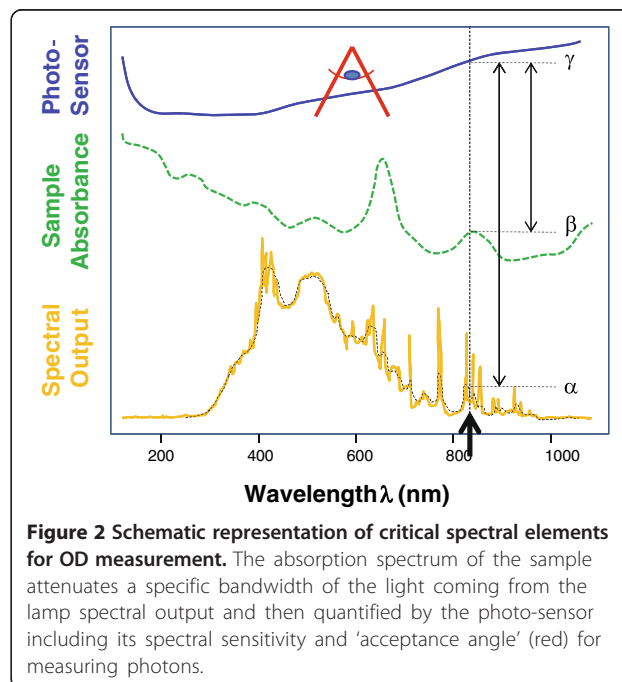 Photo-
Sensor
γ
Sample
Absorbance
β
Spectral
Output
α
200 400 600 800 1000
Wavelength λ (nm)
Figure 2 Schematic representation of critical spectral elements
for OD measurement. The absorption spectrum of the sample
attenuates a specific bandwidth of the light coming from the
lamp spectral output and then quantified by the photo-sensor
including its spectral sensitivity and ‘acceptance angle’ (red) for
measuring photons.